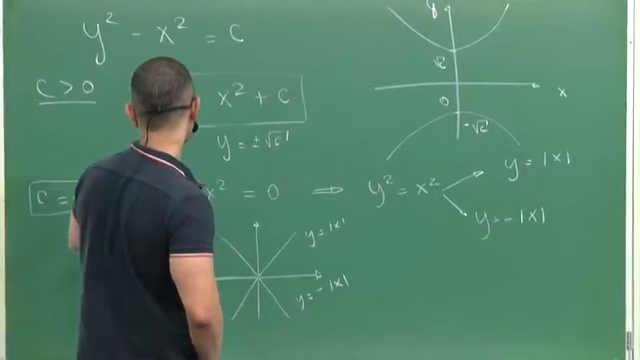 y² - x² = c
c > 0
x² + c
y = ±√c
c =
x² = 0 ⇒ y² = x²
y = |x|
y = -|x|
y = |x|
y = -|x|
y
√c
0
x
-√c